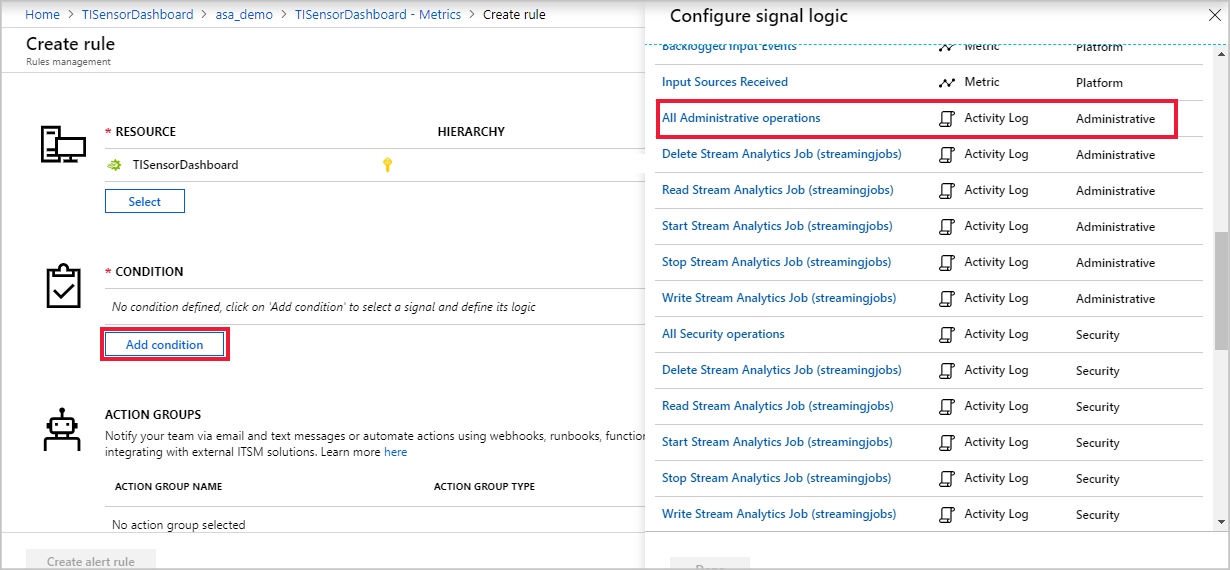 Home > TISensorDashboard > asa_demo > TISensorDashboard - Metrics > Create rule
Create rule
Rules management
* RESOURCE HIERARCHY
TISensorDashboard
Select
* CONDITION
No condition defined, click on 'Add condition' to select a signal and define its logic
Add condition
ACTION GROUPS
Notify your team via email and text messages or automate actions using webhooks, runbooks, function
integrating with external ITSM solutions. Learn more here
ACTION GROUP NAME ACTION GROUP TYPE
No action group selected
Create alert rule
Configure signal logic
Backlogged Input Events Metric Platform
Input Sources Received Metric Platform
All Administrative operations Activity Log Administrative
Delete Stream Analytics Job (streamingjobs) Activity Log Administrative
Read Stream Analytics Job (streamingjobs) Activity Log Administrative
Start Stream Analytics Job (streamingjobs) Activity Log Administrative
Stop Stream Analytics Job (streamingjobs) Activity Log Administrative
Write Stream Analytics Job (streamingjobs) Activity Log Administrative
All Security operations Activity Log Security
Delete Stream Analytics Job (streamingjobs) Activity Log Security
Read Stream Analytics Job (streamingjobs) Activity Log Security
Start Stream Analytics Job (streamingjobs) Activity Log Security
Stop Stream Analytics Job (streamingjobs) Activity Log Security
Write Stream Analytics Job (streamingjobs) Activity Log Security
Done